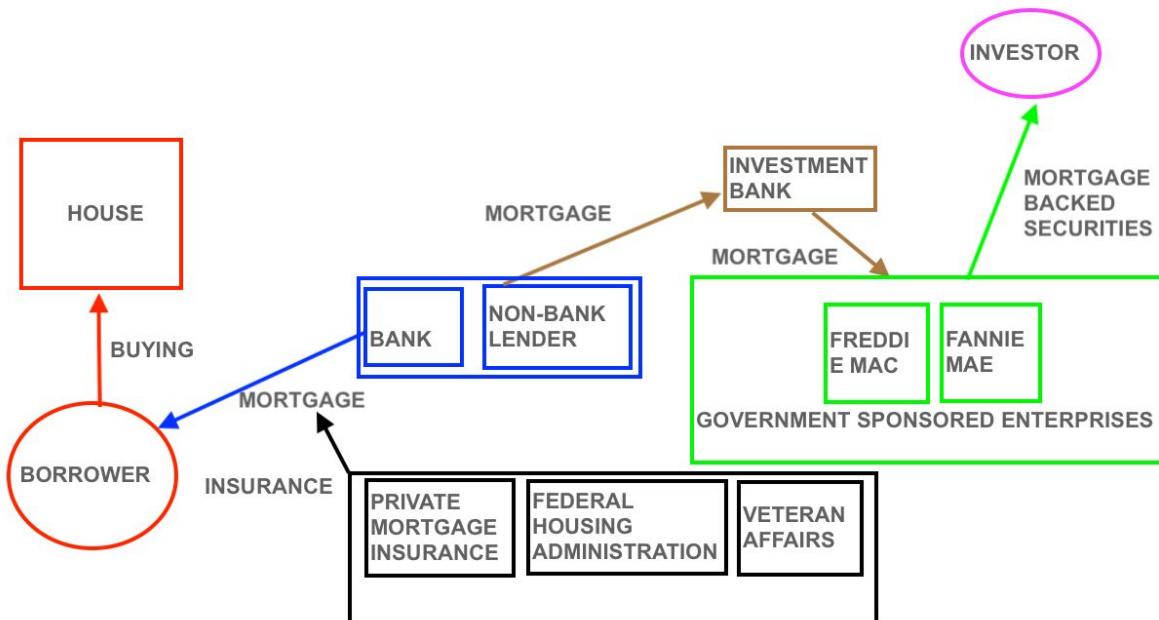 INVESTOR
HOUSE
INVESTMENT
BANK
MORTGAGE
MORTGAGE
BACKED
SECURITIES
MORTGAGE
BANK
NON-BANK
LENDER
BUYING
FREDDI
E MAC
FANNIE
MAE
MORTGAGE
GOVERNMENT SPONSORED ENTERPRISES
BORROWER
INSURANCE
PRIVATE
MORTGAGE
INSURANCE
FEDERAL
HOUSING
ADMINISTRATION
VETERAN
AFFAIRS